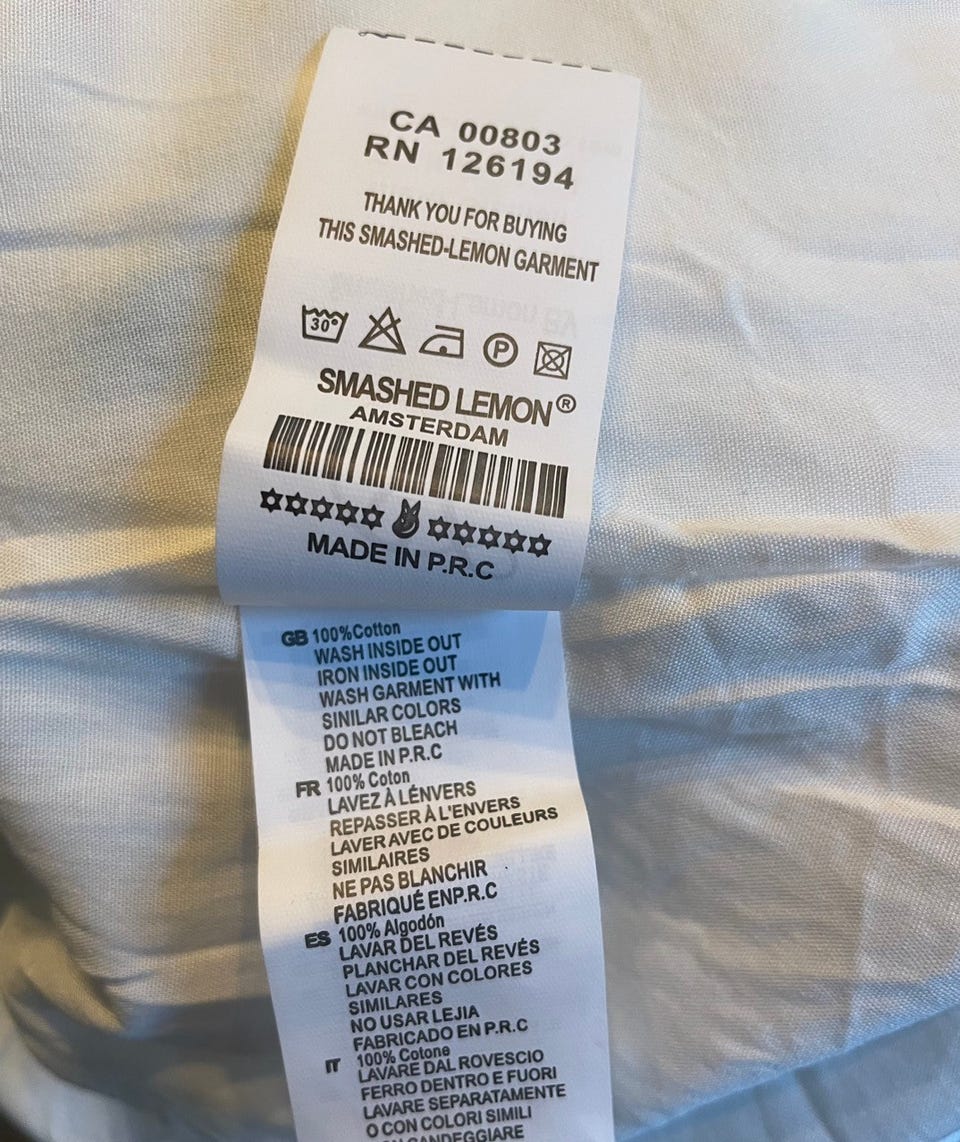 CA 00803
RN 126194
THANK YOU FOR BUYING
THIS SMASHED-LEMON GARMENT
30°
P
SMASHED LEMON®
AMSTERDAM
MADE IN P.R.C
GB 100%Cotton
WASH INSIDE OUT
IRON INSIDE OUT
WASH GARMENT WITH
SINILAR COLORS
DO NOT BLEACH
MADE IN P.R.C
FR 100% Coton
LAVEZ À LÉNVERS
REPASSER À L'ENVERS
LAVER AVEC DE COULEURS
SIMILAIRES
NE PAS BLANCHIR
FABRIQUÉ ENP.R.C
ES 100% Algodón
LAVAR DEL REVÉS
PLANCHAR DEL REVÉS
LAVAR CON COLORES
SIMILARES
NO USAR LEJIA
FABRICADO EN P.R.C
IT 100% Cotone
LAVARE DAL ROVESCIO
FERRO DENTRO E FUORI
LAVARE SEPARATAMENTE
O CON COLORI SIMILI
CANDEGGIARE